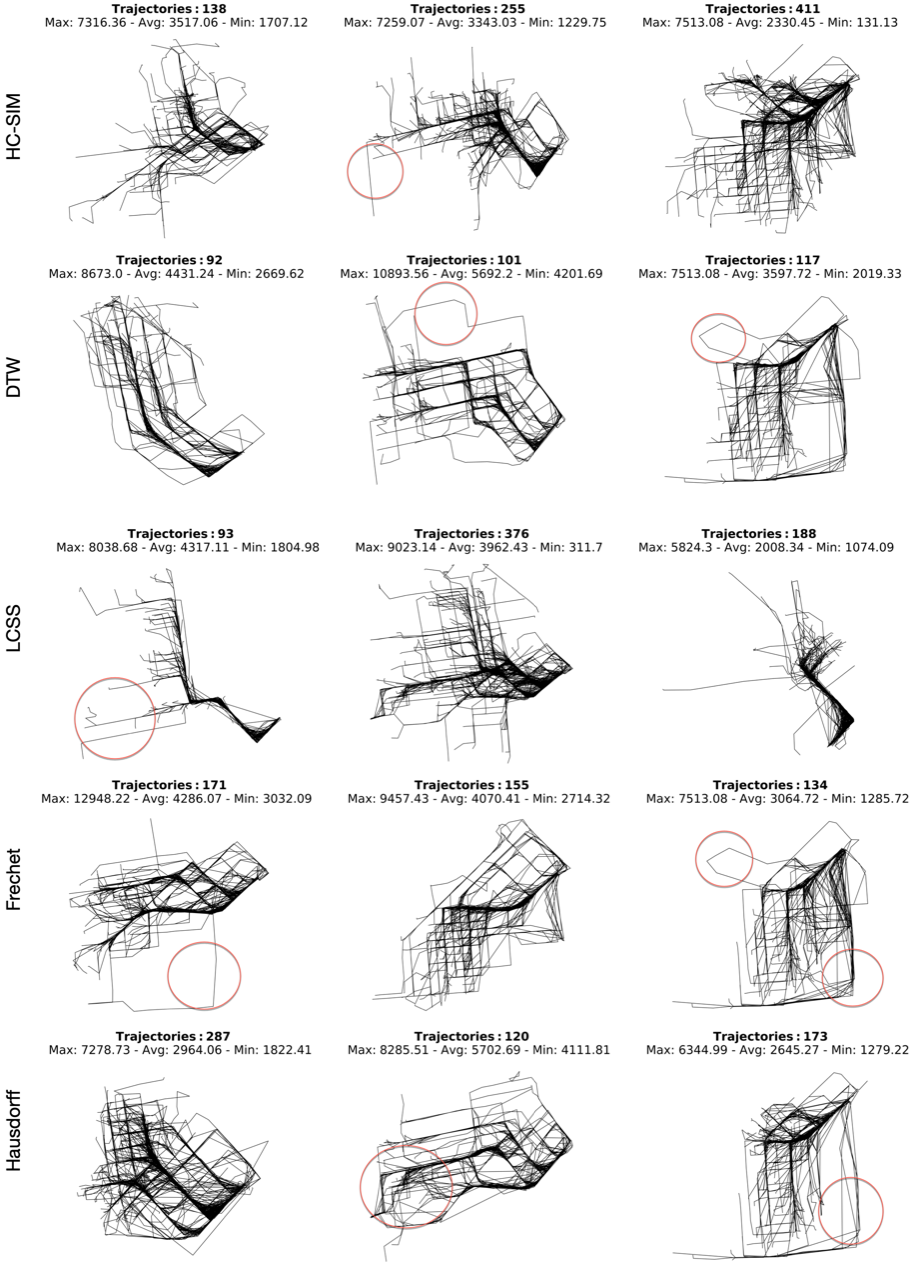 Trajectories: 138
Max: 7316.36 - Avg: 3517.06 - Min: 1707.12
Trajectories: 255
Max: 7259.07 - Avg: 3343.03 - Min: 1229.75
Trajectories: 411
Max: 7513.08 - Avg: 2330.45 - Min: 131.13
HC-SIM
Trajectories: 92
Max: 8673.0 - Avg: 4431.24 - Min: 2669.62
Trajectories: 101
Max: 10893.56 - Avg: 5692.2 - Min: 4201.69
Trajectories: 117
Max: 7513.08 - Avg: 3597.72 - Min: 2019.33
DTW
Trajectories: 93
Max: 8038.68 - Avg: 4317.11 - Min: 1804.98
Trajectories: 376
Max: 9023.14 - Avg: 3962.43 - Min: 311.7
Trajectories: 188
Max: 5824.3 - Avg: 2008.34 - Min: 1074.09
LCSS
Trajectories: 171
Max: 12948.22 - Avg: 4286.07 - Min: 3032.09
Trajectories: 155
Max: 9457.43 - Avg: 4070.41 - Min: 2714.32
Trajectories: 134
Max: 7513.08 - Avg: 3064.72 - Min: 1285.72
Frechet
Trajectories: 287
Max: 7278.73 - Avg: 2964.06 - Min: 1822.41
Trajectories: 120
Max: 8285.51 - Avg: 5702.69 - Min: 4111.81
Trajectories: 173
Max: 6344.99 - Avg: 2645.27 - Min: 1279.22
Hausdorff